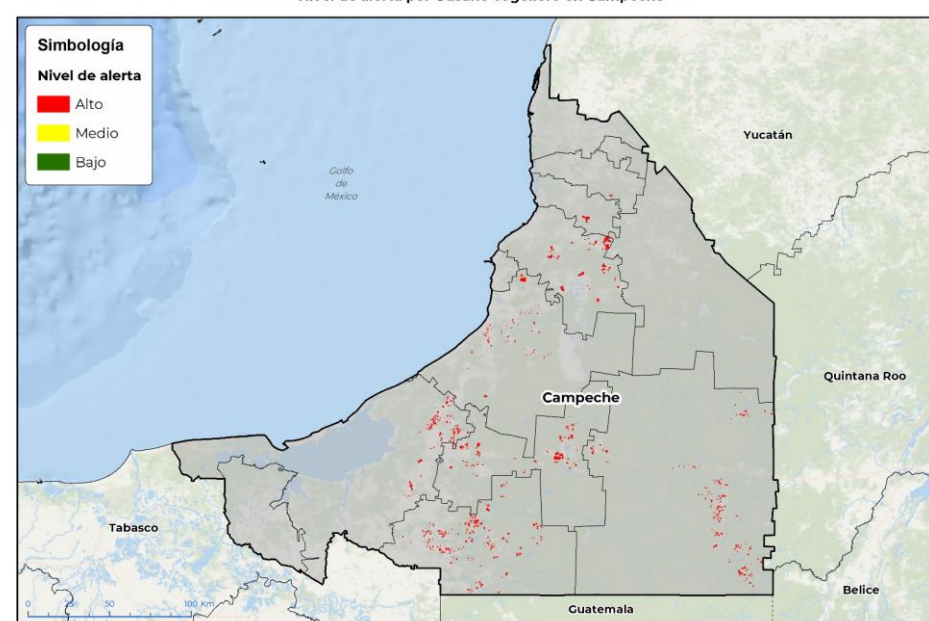 Simbología
Nivel de alerta
Alto
Medio
Bajo
Golfo
de
México
Yucatán
Quintana Roo
Campeche
Tabasco
Belice
Guatemala
0
50
100 Km